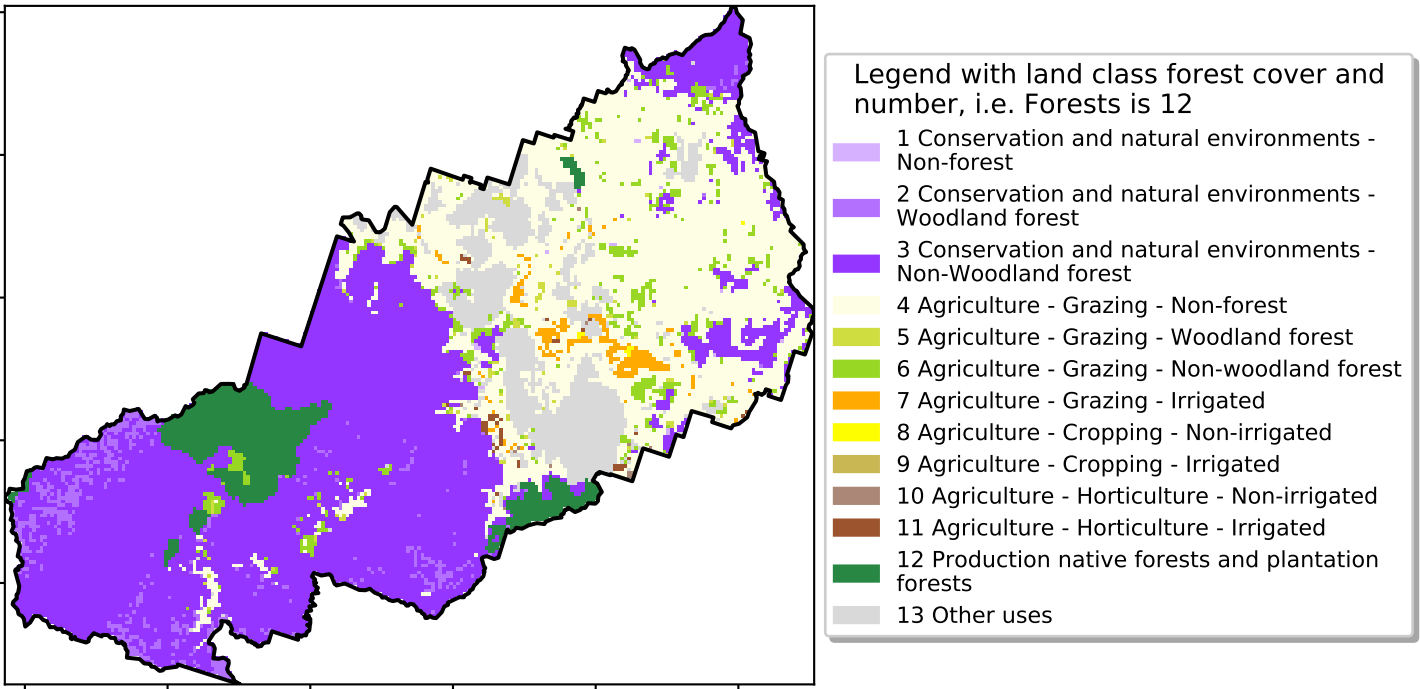 Legend with land class forest cover and
number, i.e. Forests is 12
1 Conservation and natural environments -
Non-forest
2 Conservation and natural environments -
Woodland forest
3 Conservation and natural environments -
Non-Woodland forest
4 Agriculture - Grazing - Non-forest
5 Agriculture - Grazing - Woodland forest
6 Agriculture - Grazing - Non-woodland forest
7 Agriculture - Grazing - Irrigated
8 Agriculture - Cropping - Non-irrigated
9 Agriculture - Cropping - Irrigated
10 Agriculture - Horticulture - Non-irrigated
11 Agriculture - Horticulture - Irrigated
12 Production native forests and plantation
forests
13 Other uses